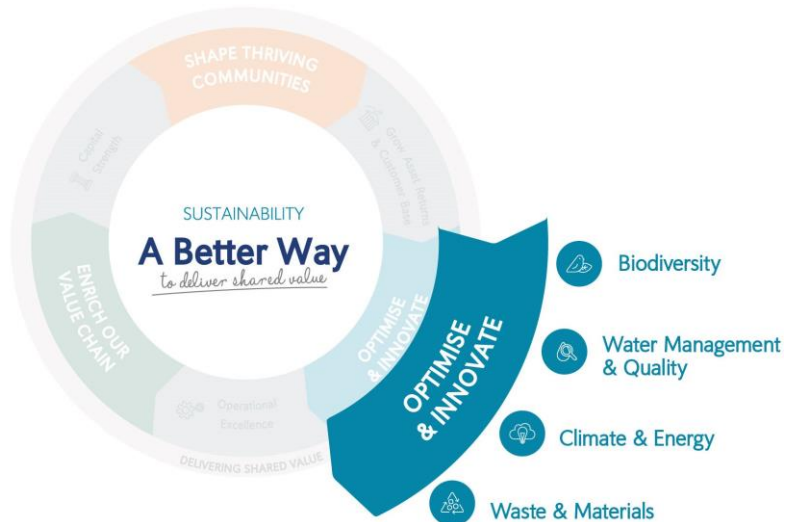 SHAPE THRIVING
COMMUNITIES
Capital
Strength
Grow Asset Returns
& Customer Base
SUSTAINABILITY
A Better Way
to deliver shared value
ENRICH OUR
VALUE CHAIN
OPTIMISE
& INNOVATE
Operational
Excellence
DELIVERING SHARED VALUE
OPTIMISE
& INNOVATE
Biodiversity
Water Management
& Quality
Climate & Energy
Waste & Materials